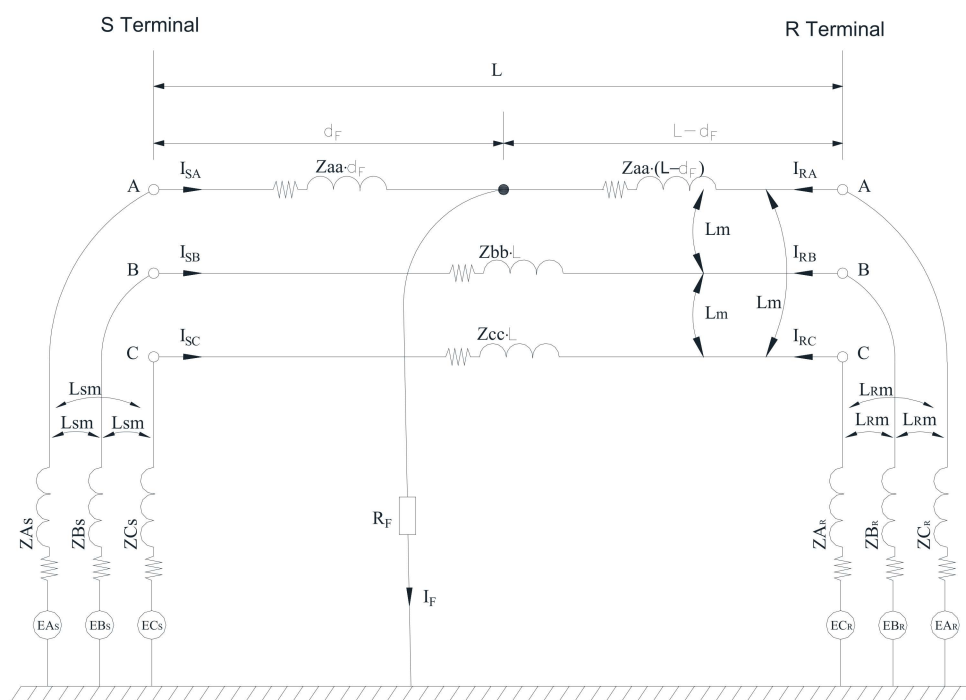 S Terminal
R Terminal
L
dF
L-dF
ISA
Zaa·dF
Zaa·(L-dF)
IRA
A
A
Lm
ISB
Zbb·L
IRB
B
B
Lm
Lm
ISC
Zcc·L
IRC
C
C
Lsm
LRm
Lsm
Lsm
LRm
LRm
RF
ZAs
ZBs
ZCs
ZAR
ZBR
ZCR
IF
EAs
EBs
ECs
ECR
EBR
EAR